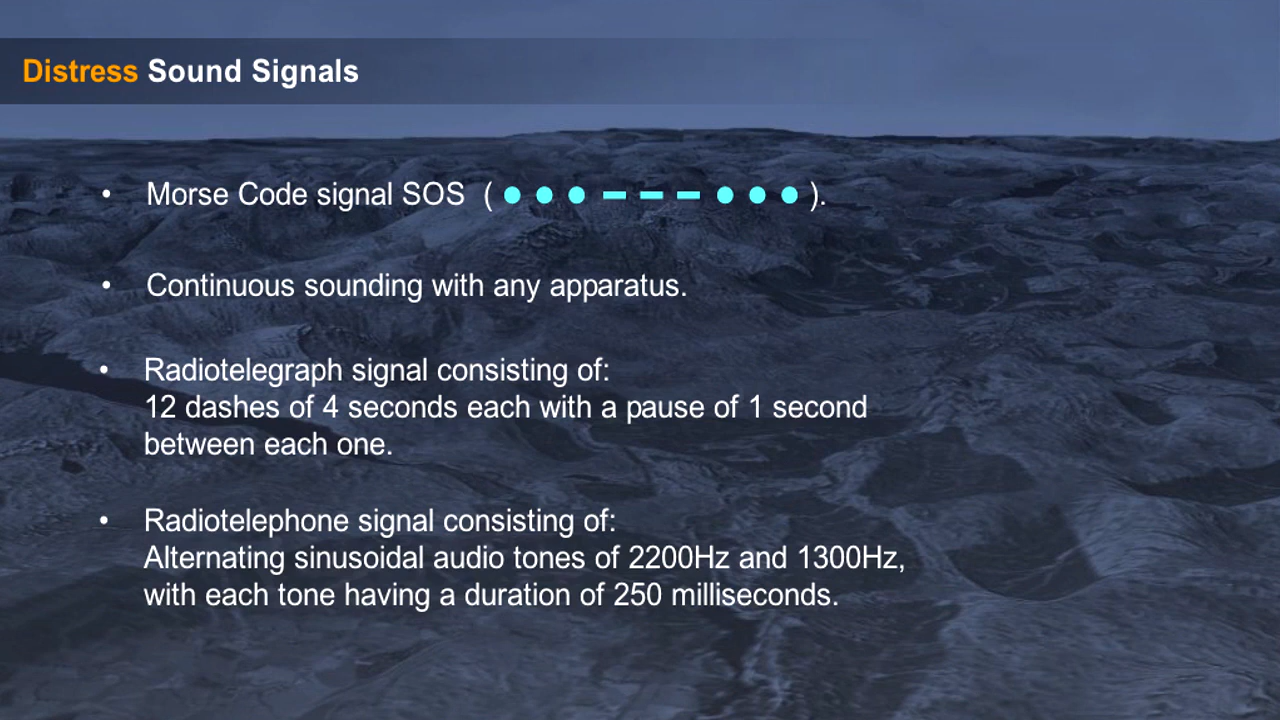 Distress Sound Signals
• Morse Code signal SOS ( ● ● ● – – – ● ● ● ).
• Continuous sounding with any apparatus.
• Radiotelegraph signal consisting of:
12 dashes of 4 seconds each with a pause of 1 second
between each one.
• Radiotelephone signal consisting of:
Alternating sinusoidal audio tones of 2200Hz and 1300Hz,
with each tone having a duration of 250 milliseconds.